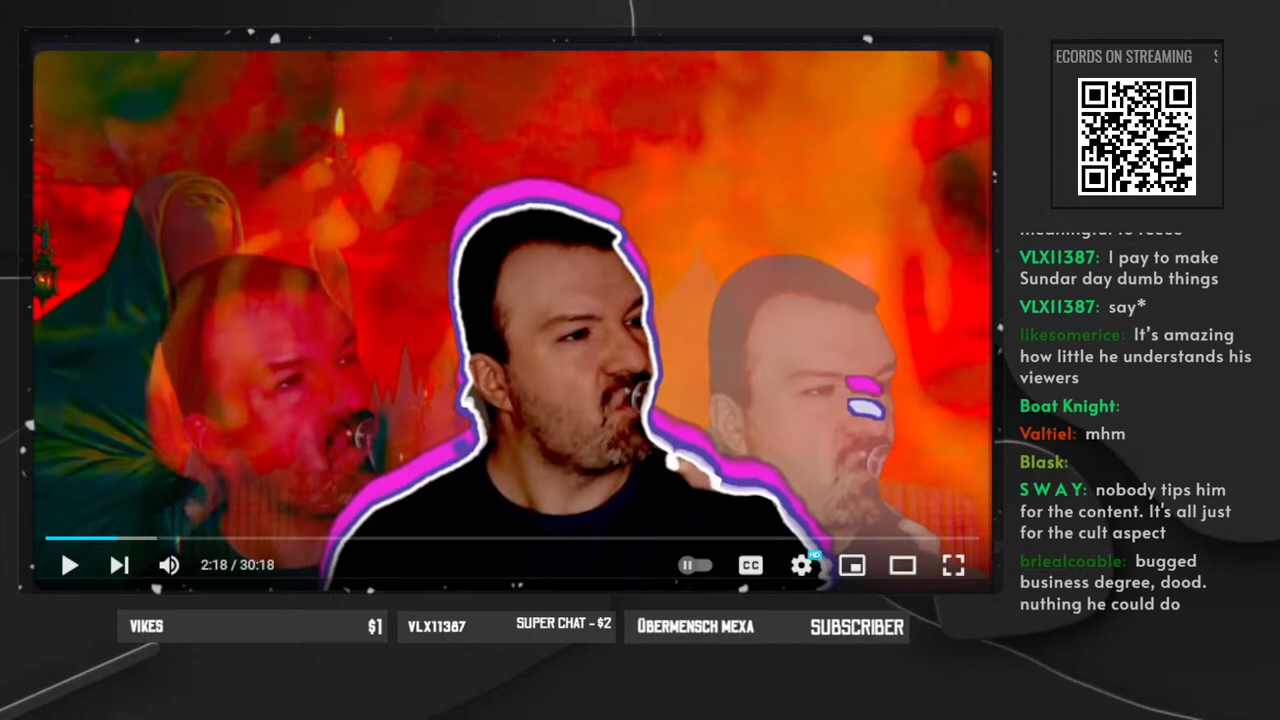 ECORDS ON STREAMING
VLX11387: I pay to make
Sundar day dumb things
VLX11387: say*
likesomerice: It's amazing
how little he understands his
viewers
Boat Knight:
Valtiel: mhm
Blask:
S W A Y: nobody tips him
for the content. It's all just
for the cult aspect
brlealcoable: bugged
business degree, dood.
nuthing he could do
HD
CC
2:18 / 30:18
VIKES $1
VLX11387 SUPER CHAT - $2
ÜBERMENSCH MEXA SUBSCRIBER